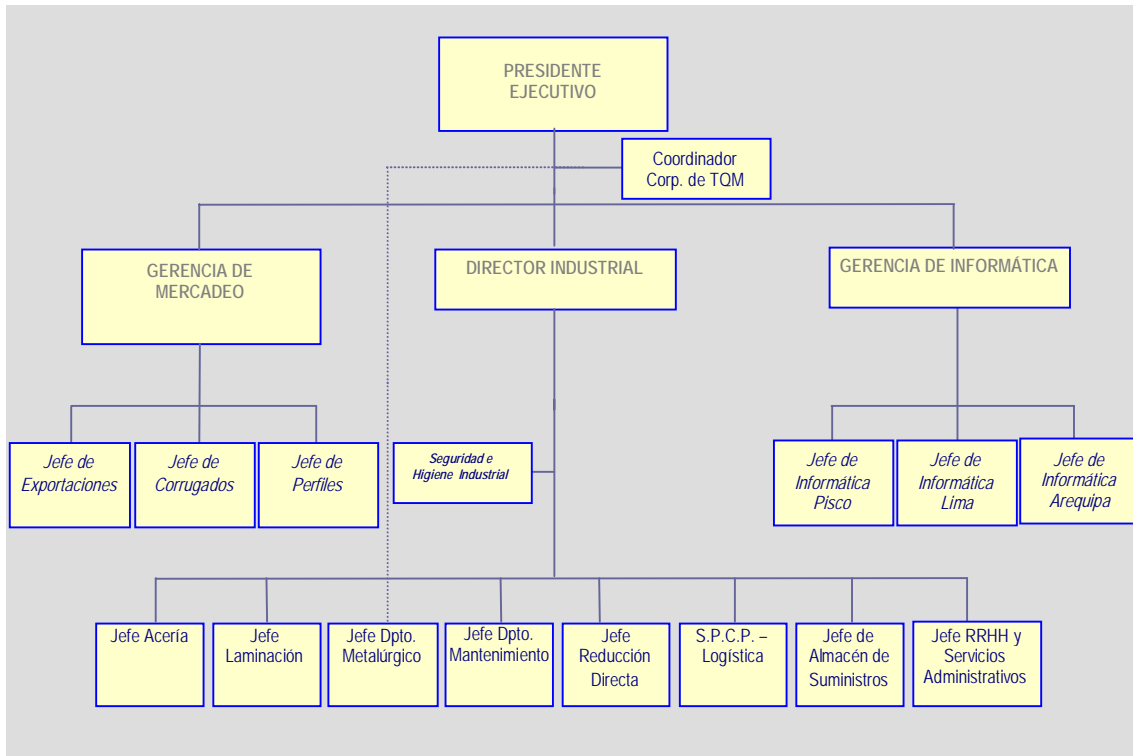 PRESIDENTE
EJECUTIVO
Coordinador
Corp. de TQM
GERENCIA DE
MERCADEO
DIRECTOR INDUSTRIAL
GERENCIA DE INFORMÁTICA
Jefe de
Exportaciones
Jefe de
Corrugados
Jefe de
Perfiles
Seguridad e
Higiene Industrial
Jefe de
Informática
Pisco
Jefe de
Informática
Lima
Jefe de
Informática
Arequipa
Jefe Acería
Jefe
Laminación
Jefe Dpto.
Metalúrgico
Jefe Dpto.
Mantenimiento
Jefe
Reducción
Directa
S.P.C.P. –
Logística
Jefe de
Almacén de
Suministros
Jefe RRHH y
Servicios
Administrativos